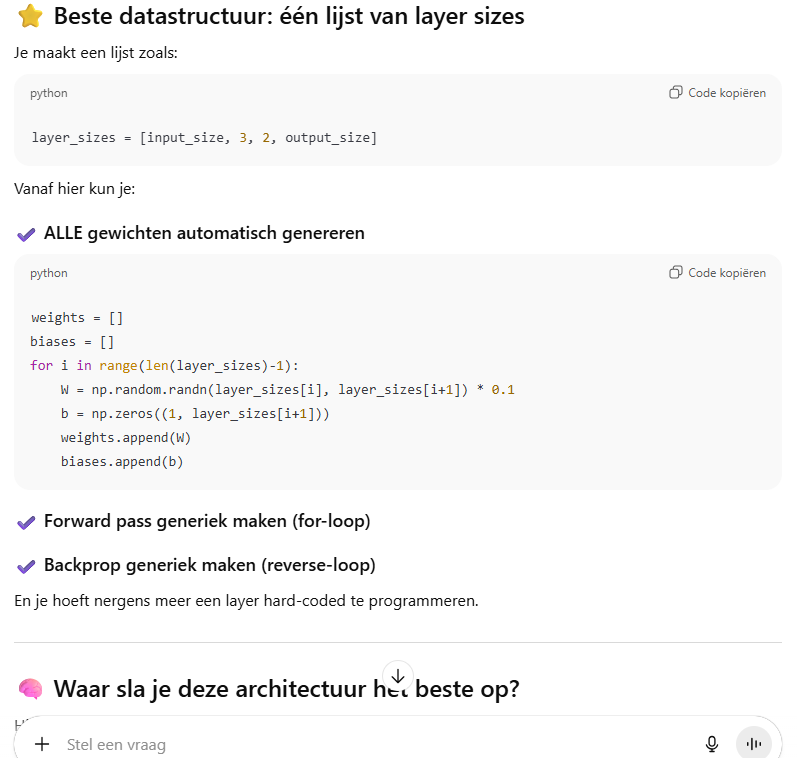 Beste datastructuur: één lijst van layer sizes
Je maakt een lijst zoals:
python
Code kopiëren
layer_sizes = [input_size, 3, 2, output_size]
Vanaf hier kun je:
ALLE gewichten automatisch genereren
python
Code kopiëren
weights = []
biases = []
for i in range(len(layer_sizes)-1):
    W = np.random.randn(layer_sizes[i], layer_sizes[i+1]) * 0.1
    b = np.zeros((1, layer_sizes[i+1]))
    weights.append(W)
    biases.append(b)
Forward pass generiek maken (for-loop)
Backprop generiek maken (reverse-loop)
En je hoeft nergens meer een layer hard-coded te programmeren.
Waar sla je deze architectuur het beste op?
Stel een vraag